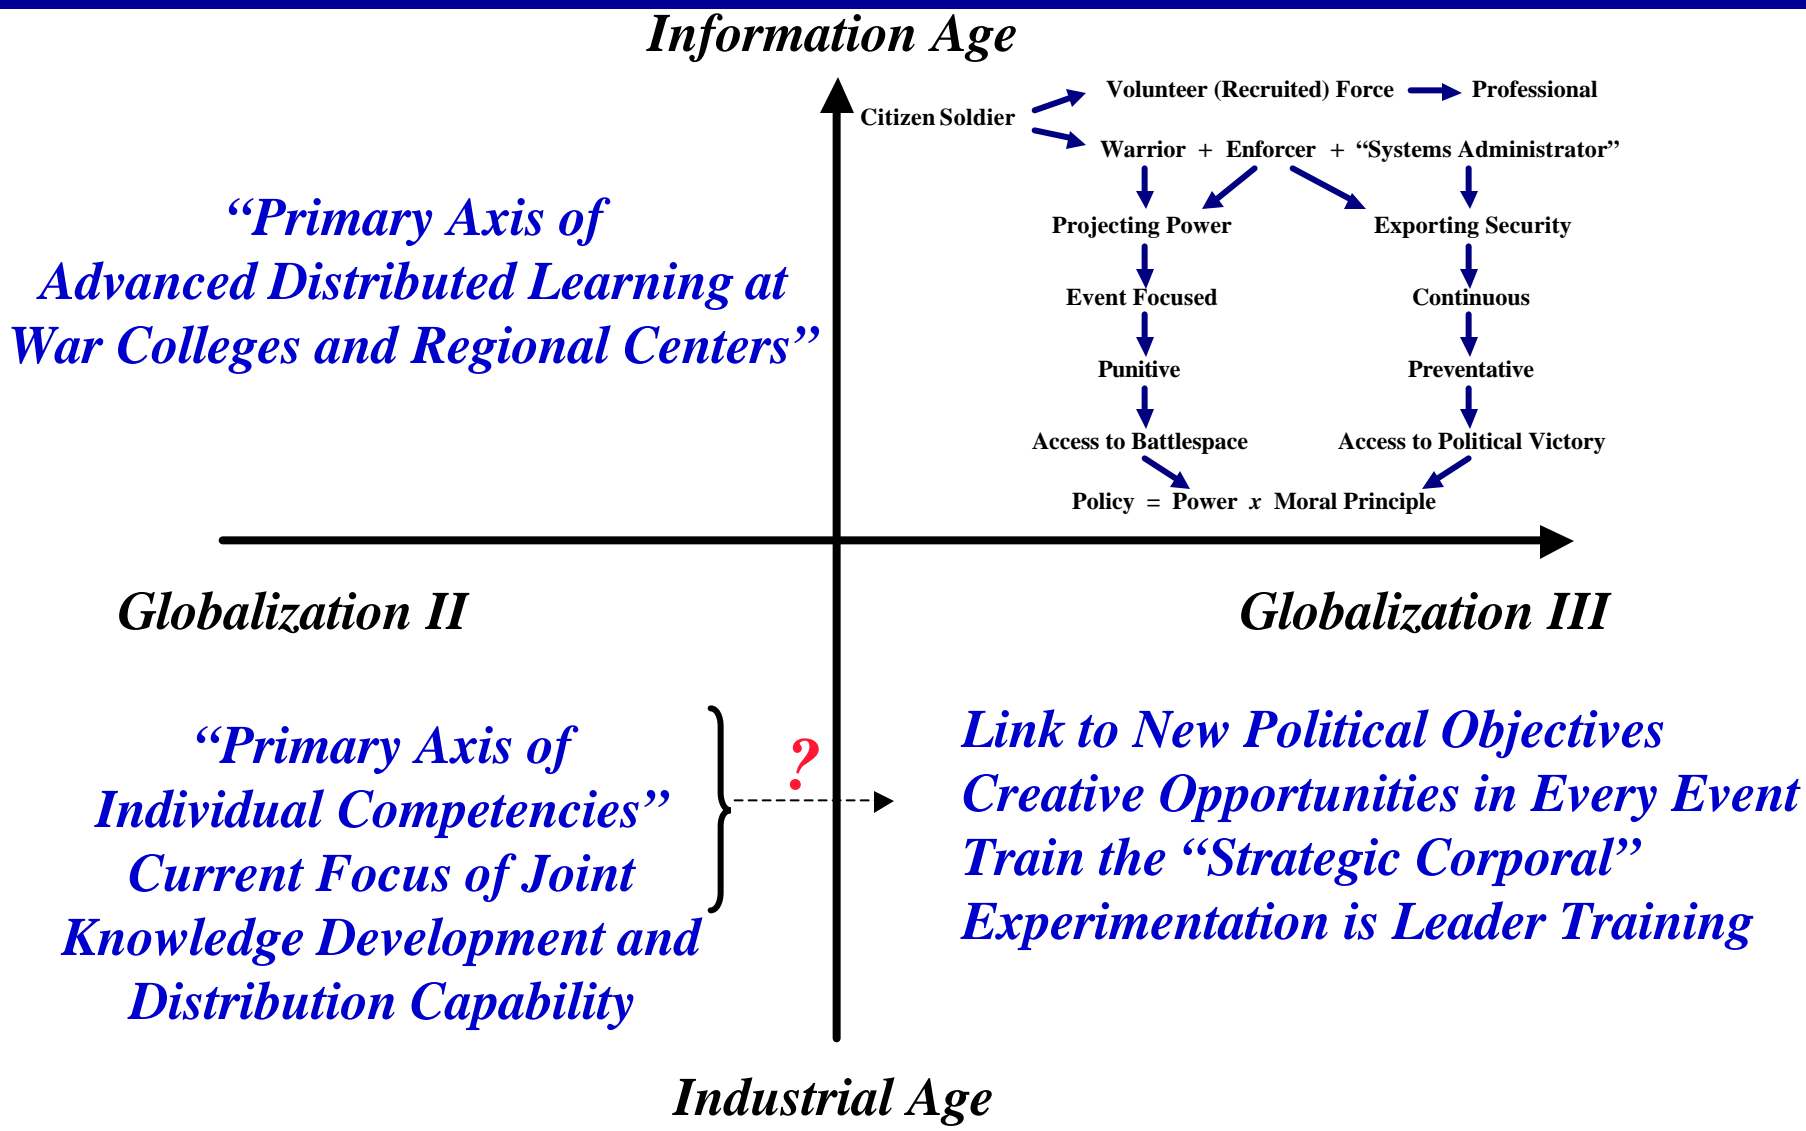 Information Age
Volunteer (Recruited) Force Professional
Citizen Soldier
Warrior + Enforcer + “Systems Administrator”
Projecting Power Exporting Security
Event Focused Continuous
Punitive Preventative
Access to Battlespace Access to Political Victory
Policy = Power x Moral Principle
“Primary Axis of
Advanced Distributed Learning at
War Colleges and Regional Centers”
Globalization II
Globalization III
“Primary Axis of
Individual Competencies”
Current Focus of Joint
Knowledge Development and
Distribution Capability
?
Link to New Political Objectives
Creative Opportunities in Every Event
Train the “Strategic Corporal”
Experimentation is Leader Training
Industrial Age